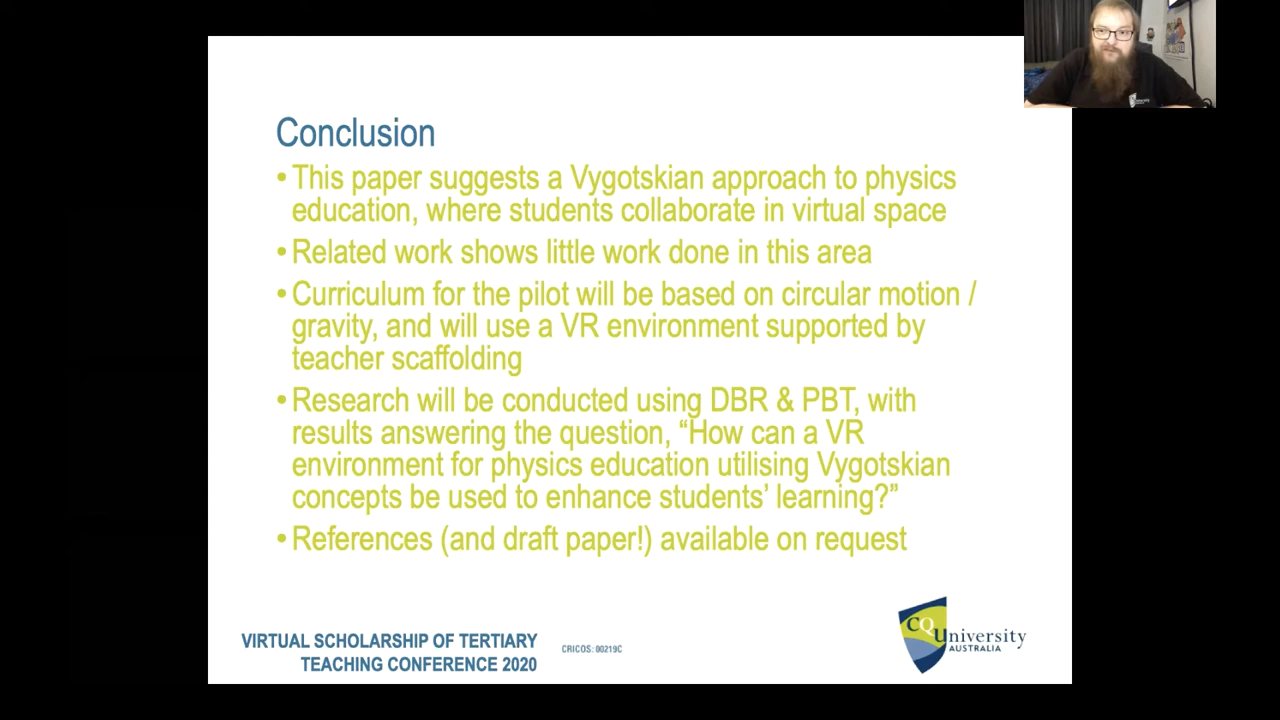 Conclusion
• This paper suggests a Vygotskian approach to physics
education, where students collaborate in virtual space
• Related work shows little work done in this area
• Curriculum for the pilot will be based on circular motion /
gravity, and will use a VR environment supported by
teacher scaffolding
• Research will be conducted using DBR & PBT, with
results answering the question, “How can a VR
environment for physics education utilising Vygotskian
concepts be used to enhance students’ learning?”
• References (and draft paper!) available on request
VIRTUAL SCHOLARSHIP OF TERTIARY
TEACHING CONFERENCE 2020
CRICOS: 00219C
CQUniversity
AUSTRALIA